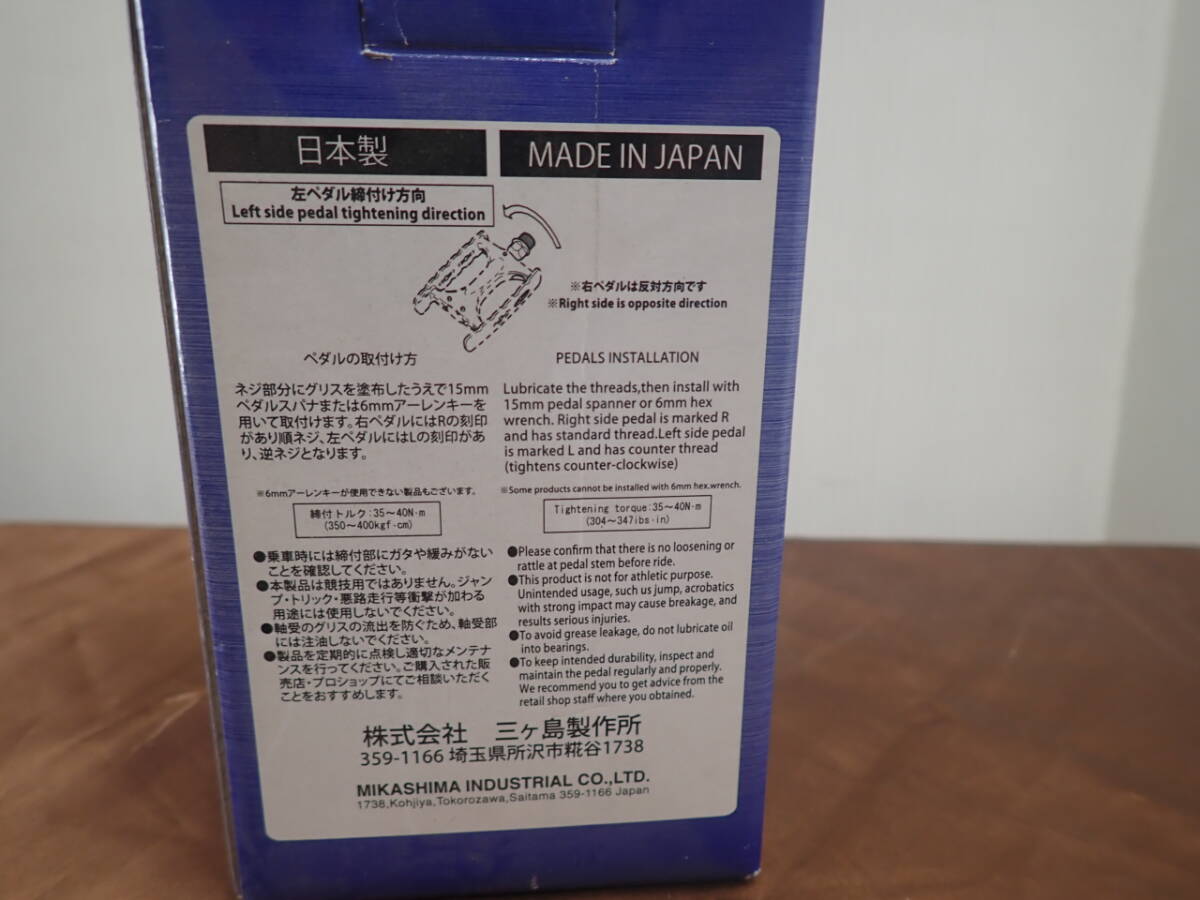 日本製
MADE IN JAPAN
左ペダル締付け方向
Left side pedal tightening direction
※右ペダルは反対方向です
※Right side is opposite direction
ペダルの取付け方
ネジ部分にグリスを塗布したうえで15mm
ペダルスパナまたは6mmアーレンキーを
用いて取付けます。右ペダルにはRの刻印
があり順ネジ、左ペダルにはLの刻印があ
り、逆ネジとなります。
※6mmアーレンキーが使用できない製品もございます。
締付トルク:35〜40N·m
(350〜400kgf·cm)
●乗車時には締付部にガタや緩みがない
ことを確認してください。
●本製品は競技用ではありません。ジャン
プ・トリック・悪路走行等衝撃が加わる
用途には使用しないでください。
●軸受のグリスの流出を防ぐため、軸受部
には注油しないでください。
●製品を定期的に点検し適切なメンテナ
ンスを行ってください。ご購入された販
売店・プロショップにてご相談いただく
ことをおすすめします。
PEDALS INSTALLATION
Lubricate the threads,then install with
15mm pedal spanner or 6mm hex
wrench. Right side pedal is marked R
and has standard thread.Left side pedal
is marked L and has counter thread
(tightens counter-clockwise)
※Some products cannot be installed with 6mm hex.wrench.
Tightening torque:35〜40N·m
(304〜347ibs·in)
●Please confirm that there is no loosening or
rattle at pedal stem before ride.
●This product is not for athletic purpose.
Unintended usage, such us jump, acrobatics
with strong impact may cause breakage, and
results serious injuries.
●To avoid grease leakage, do not lubricate oil
into bearings.
●To keep intended durability, inspect and
maintain the pedal regularly and properly.
We recommend you to get advice from the
retail shop staff where you obtained.
株式会社 三ヶ島製作所
359-1166 埼玉県所沢市糀谷1738
MIKASHIMA INDUSTRIAL CO.,LTD.
1738,Kohjiya,Tokorozawa,Saitama 359-1166 Japan